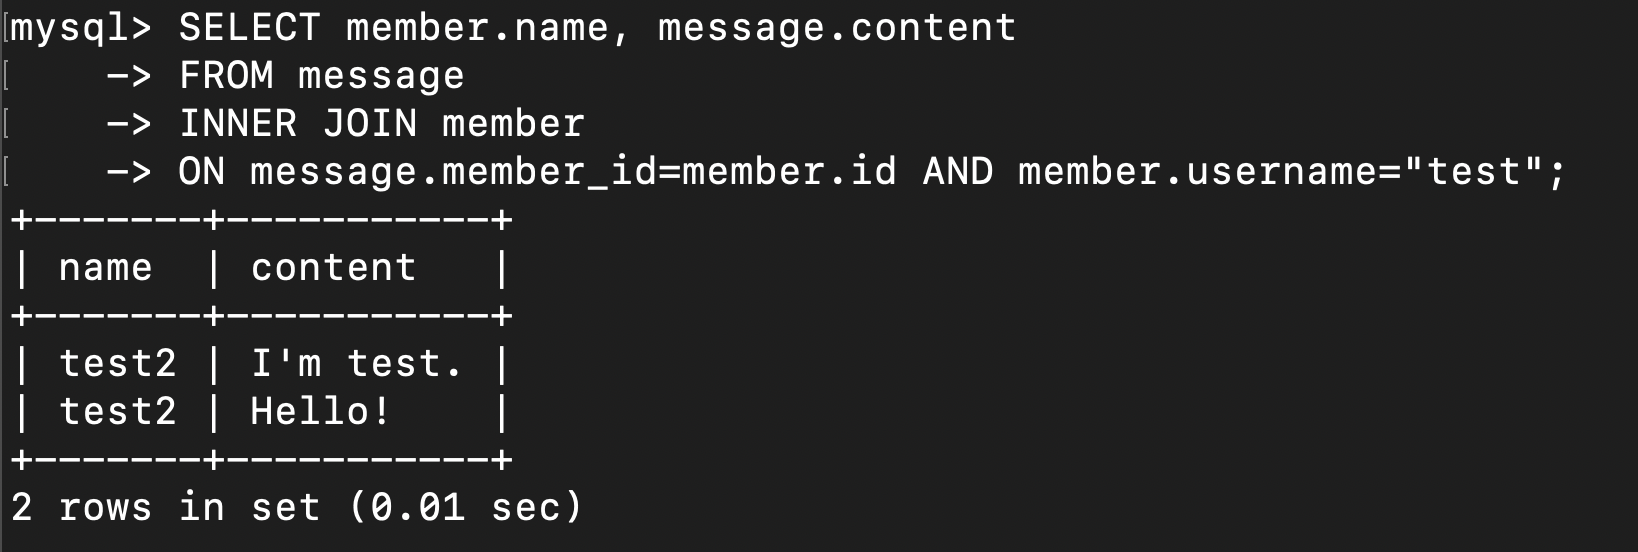 mysql> SELECT member.name, message.content
    -> FROM message
    -> INNER JOIN member
    -> ON message.member_id=member.id AND member.username="test";
+-------+-----------+
| name  | content   |
+-------+-----------+
| test2 | I'm test. |
| test2 | Hello!    |
+-------+-----------+
2 rows in set (0.01 sec)